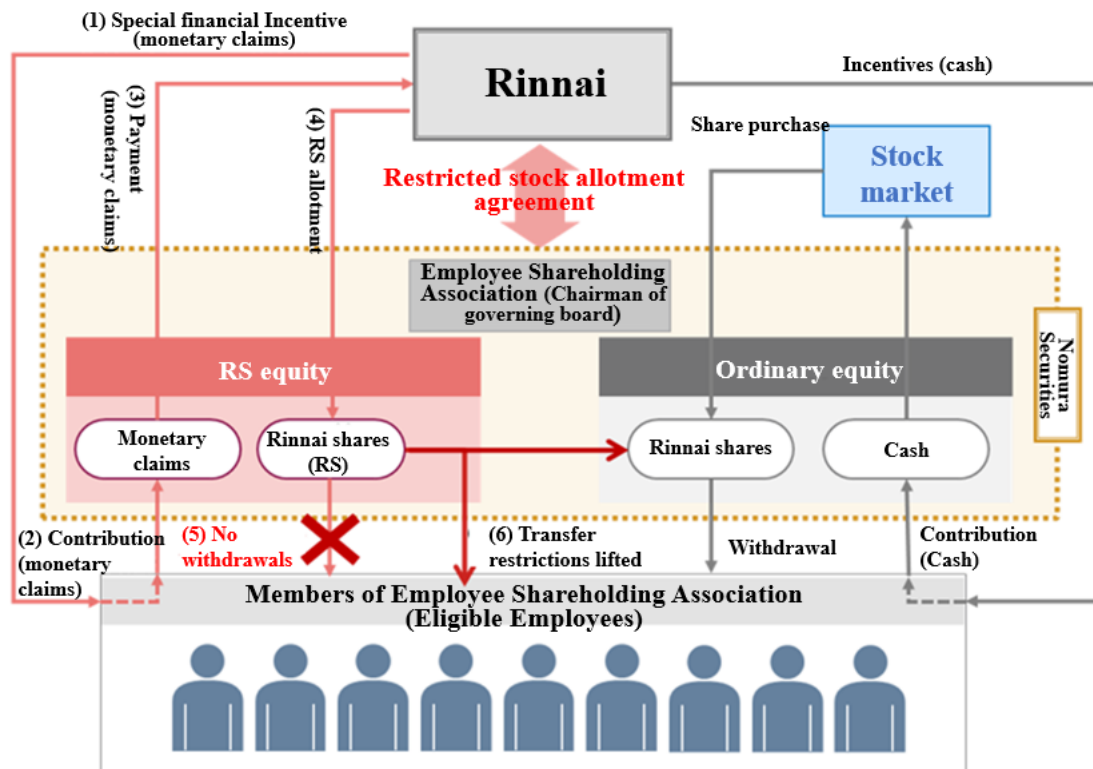 (1) Special financial Incentive
(monetary claims)
Rinnai
Incentives (cash)
(3) Payment
(monetary claims)
(4) RS allotment
Share purchase
Stock
market
Restricted stock allotment
agreement
Employee Shareholding
Association (Chairman of
governing board)
Nomura
Securities
RS equity
Ordinary equity
Monetary
claims
Rinnai shares
(RS)
Rinnai shares
Cash
(2) Contribution
(monetary
claims)
(5) No
withdrawals
(6) Transfer
restrictions lifted
Withdrawal
Contribution
(Cash)
Members of Employee Shareholding Association
(Eligible Employees)